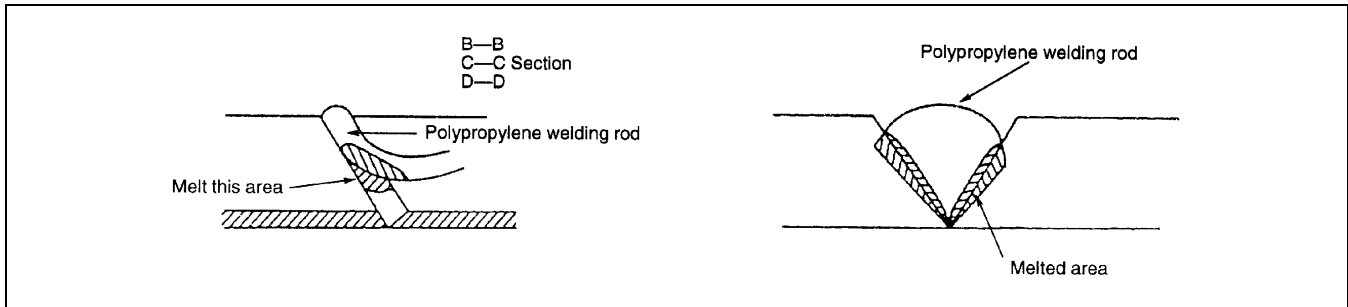 B—B
C—C Section
D—D
Polypropylene welding rod
Melt this area
Polypropylene welding rod
Melted area